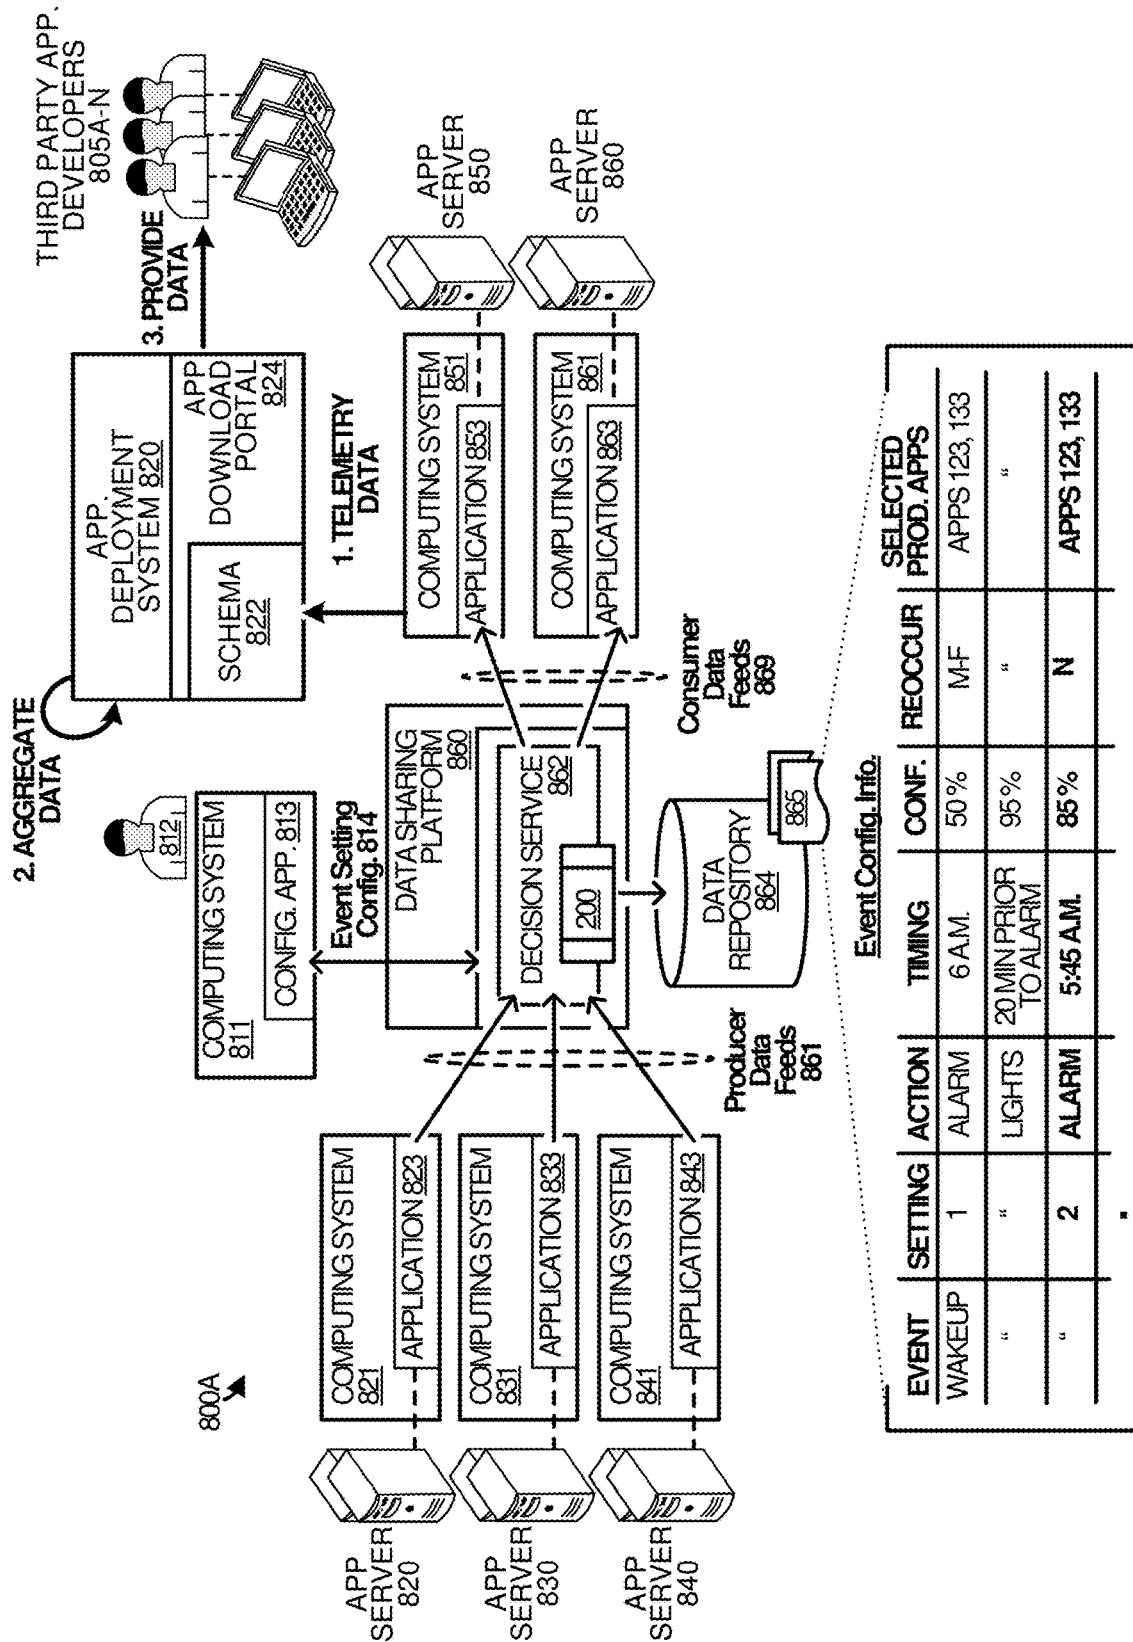 800A
2. AGGREGATE
DATA
APP.
DEPLOYMENT
SYSTEM 820
SCHEMA
822
APP
DOWNLOAD
PORTAL
824
3. PROVIDE
DATA
THIRD PARTY APP.
DEVELOPERS
805A-N
812
COMPUTING SYSTEM
811
CONFIG. APP. 813
Event Setting
Config. 814
1. TELEMETRY
DATA
APP
SERVER
820
COMPUTING SYSTEM
821
APPLICATION 823
APP
SERVER
830
COMPUTING SYSTEM
831
APPLICATION 833
APP
SERVER
840
COMPUTING SYSTEM
841
APPLICATION 843
Producer
Data
Feeds
861
DATA SHARING
PLATFORM
860
DECISION SERVICE
862
200
DATA
REPOSITORY
864
865
Consumer
Data
Feeds
869
COMPUTING SYSTEM
851
APPLICATION 853
APP
SERVER
850
COMPUTING SYSTEM
861
APPLICATION 863
APP
SERVER
860
Event Config. Info.
EVENT SETTING ACTION TIMING CONF. REOCCUR SELECTED
PROD. APPS
WAKEUP 1 ALARM 6 A.M. 50% M-F APPS 123, 133
“ “ LIGHTS 20 MIN PRIOR
TO ALARM 95% “ “
“ 2 ALARM 5:45 A.M. 85% N APPS 123, 133